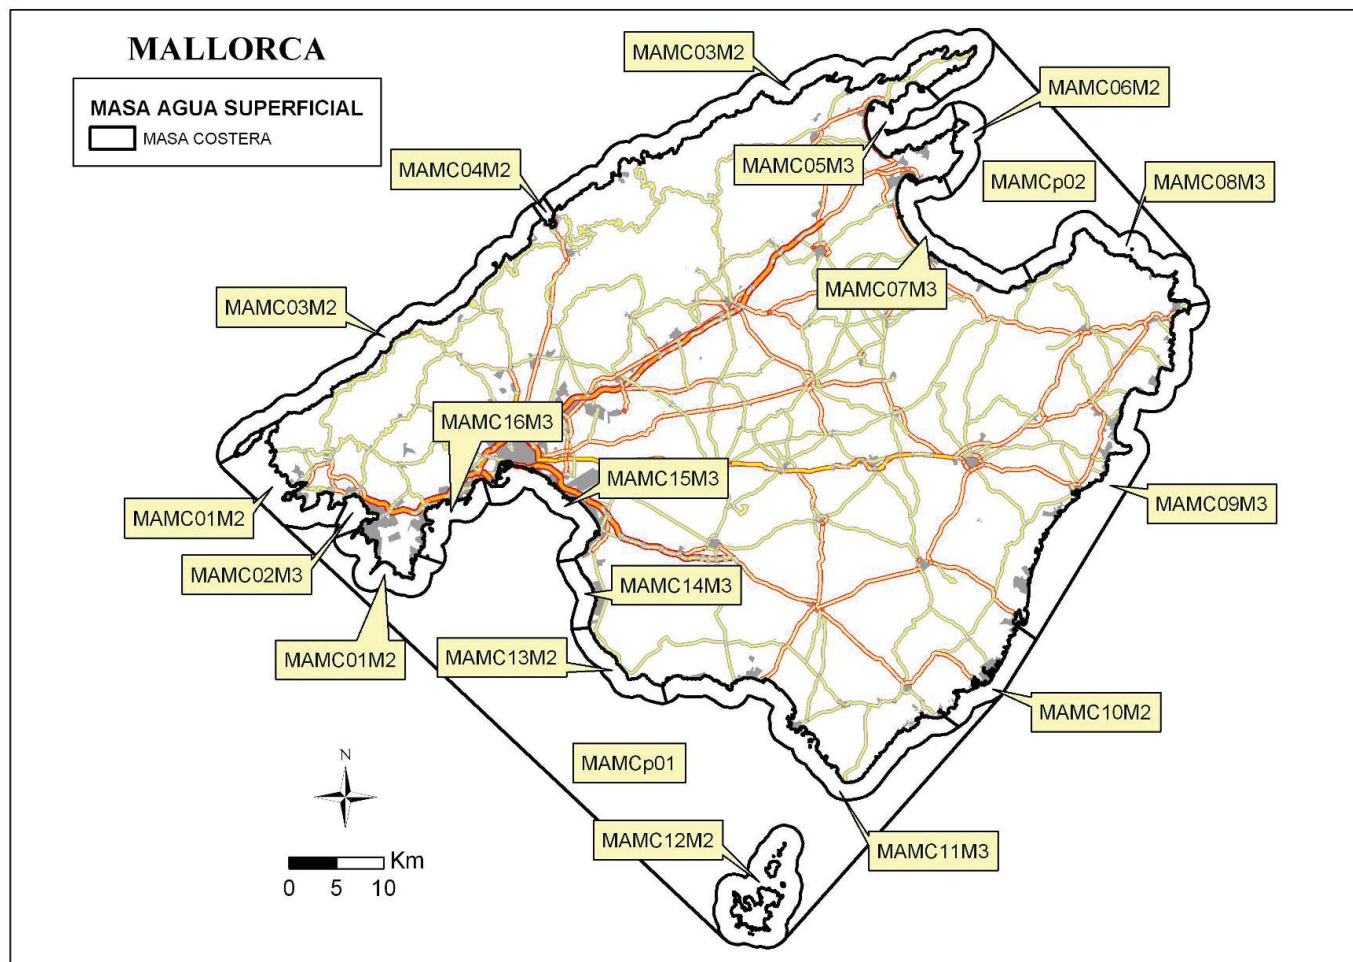 MALLORCA
MASA AGUA SUPERFICIAL
MASA COSTERA
MAMC03M2
MAMC06M2
MAMC05M3
MAMC04M2
MAMCp02
MAMC08M3
MAMC07M3
MAMC03M2
MAMC16M3
MAMC15M3
MAMC09M3
MAMC01M2
MAMC02M3
MAMC14M3
MAMC01M2
MAMC13M2
MAMC10M2
MAMCp01
N
MAMC12M2
MAMC11M3
Km
0 5 10